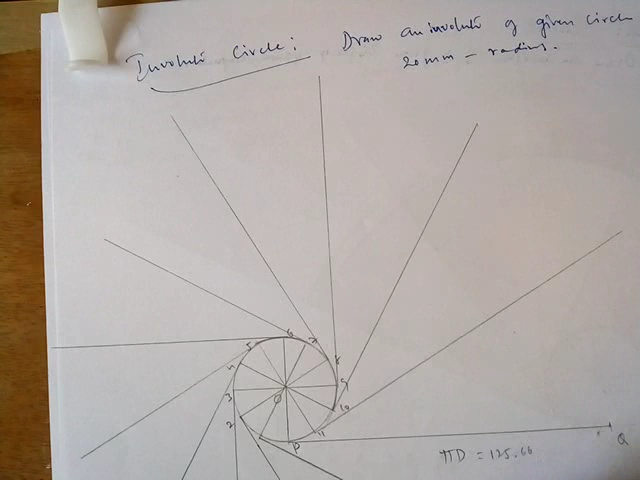 Involute Circle: Draw an involute of given circle
20mm - radius.
6
5
7
4
8
3
9
O
10
2
11
P
Q
πD = 125.66